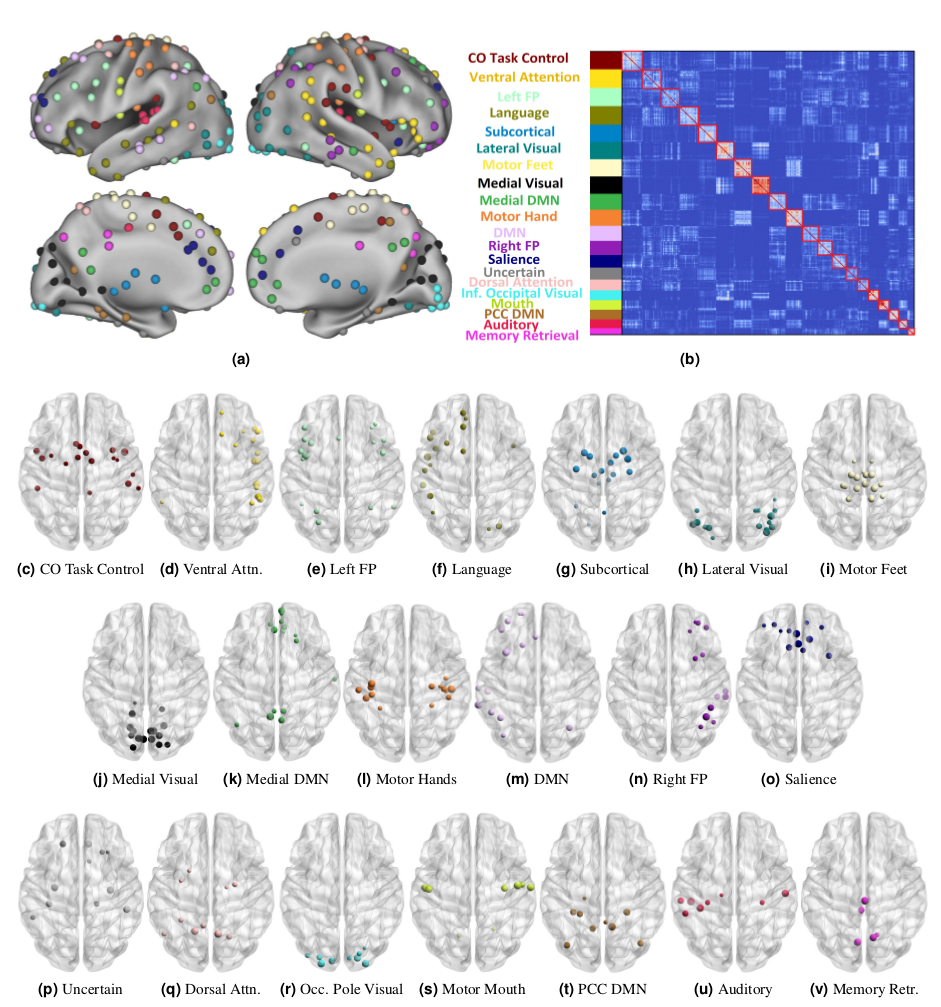 CO Task Control
Ventral Attention
Left FP
Language
Subcortical
Lateral Visual
Motor Feet
Medial Visual
Medial DMN
Motor Hand
DMN
Right FP
Salience
Uncertain
Dorsal Attention
Inf. Occipital Visual
Mouth
PCC DMN
Auditory
Memory Retrieval
(a) (b)
(c) CO Task Control (d) Ventral Attn. (e) Left FP (f) Language (g) Subcortical (h) Lateral Visual (i) Motor Feet
(j) Medial Visual (k) Medial DMN (l) Motor Hands (m) DMN (n) Right FP (o) Salience
(p) Uncertain (q) Dorsal Attn. (r) Occ. Pole Visual (s) Motor Mouth (t) PCC DMN (u) Auditory (v) Memory Retr.